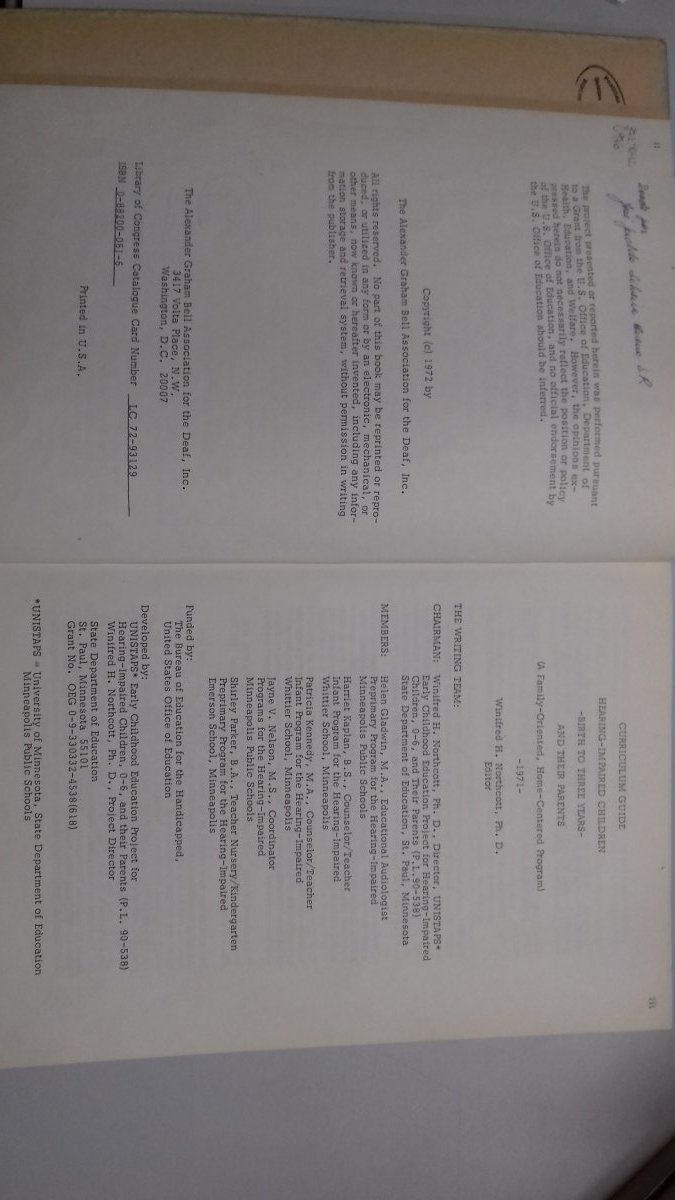 ii
The project presented or reported herein was performed pursuant
to a Grant from the U.S. Office of Education, Department of
Health, Education, and Welfare. However, the opinions ex-
pressed herein do not necessarily reflect the position or policy
of the U.S. Office of Education, and no official endorsement by
the U.S. Office of Education should be inferred.
Copyright (c) 1972 by
The Alexander Graham Bell Association for the Deaf, Inc.
All rights reserved. No part of this book may be reprinted or repro-
duced, or utilized in any form or by an electronic, mechanical, or
other means, now known or hereafter invented, including any infor-
mation storage and retrieval system, without permission in writing
from the publisher.
The Alexander Graham Bell Association for the Deaf, Inc.
3417 Volta Place, N.W.
Washington, D.C. 20007
Library of Congress Catalogue Card Number LC 72-93129
ISBN 0-88200-051-6
Printed in U.S.A.
iii
CURRICULUM GUIDE
HEARING-IMPAIRED CHILDREN
-BIRTH TO THREE YEARS-
AND THEIR PARENTS
(A Family-Oriented, Home-Centered Program)
-1971-
Winifred H. Northcott, Ph. D.
Editor
THE WRITING TEAM:
CHAIRMAN: Winifred H. Northcott, Ph. D., Director, UNISTAPS*
Early Childhood Education Project for Hearing-Impaired
Children, 0-6, and Their Parents (P.L. 90-538)
State Department of Education, St. Paul, Minnesota
MEMBERS: Helen Gladwin, M.A., Educational Audiologist
Preprimary Program for the Hearing-Impaired
Minneapolis Public Schools
Harriet Kaplan, B.S., Counselor/Teacher
Infant Program for the Hearing-Impaired
Whittier School, Minneapolis
Patricia Kennedy, M.A., Counselor/Teacher
Infant Program for the Hearing-Impaired
Whittier School, Minneapolis
Jayne V. Nelson, M.S., Coordinator
Programs for the Hearing-Impaired
Minneapolis Public Schools
Shirley Parker, B.A., Teacher Nursery/Kindergarten
Preprimary Program for the Hearing-Impaired
Emerson School, Minneapolis
Funded by:
The Bureau of Education for the Handicapped,
United States Office of Education
Developed by:
UNISTAPS* Early Childhood Education Project for
Hearing-Impaired Children, 0-6, and their Parents (P.L. 90-538)
Winifred H. Northcott, Ph. D., Project Director
State Department of Education
St. Paul, Minnesota 55101
Grant No. OEG 0-9-330332-4538(618)
*UNISTAPS = University of Minnesota, State Department of Education
Minneapolis Public Schools